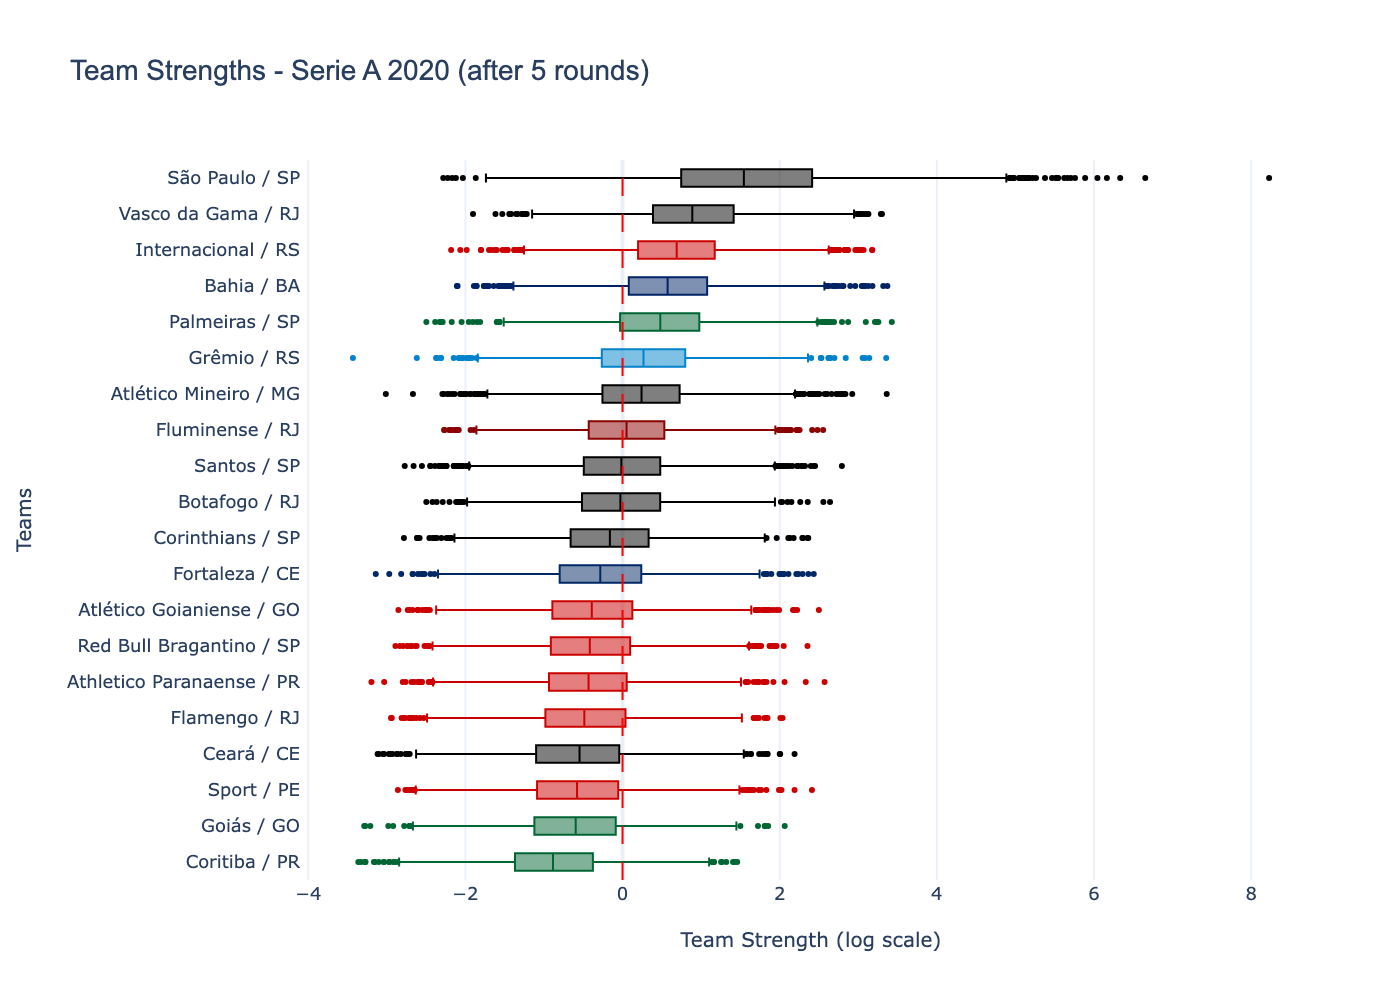 Team Strengths - Serie A 2020 (after 5 rounds)
Teams
São Paulo / SP
Vasco da Gama / RJ
Internacional / RS
Bahia / BA
Palmeiras / SP
Grêmio / RS
Atlético Mineiro / MG
Fluminense / RJ
Santos / SP
Botafogo / RJ
Corinthians / SP
Fortaleza / CE
Atlético Goianiense / GO
Red Bull Bragantino / SP
Athletico Paranaense / PR
Flamengo / RJ
Ceará / CE
Sport / PE
Goiás / GO
Coritiba / PR
−4 −2 0 2 4 6 8
Team Strength (log scale)